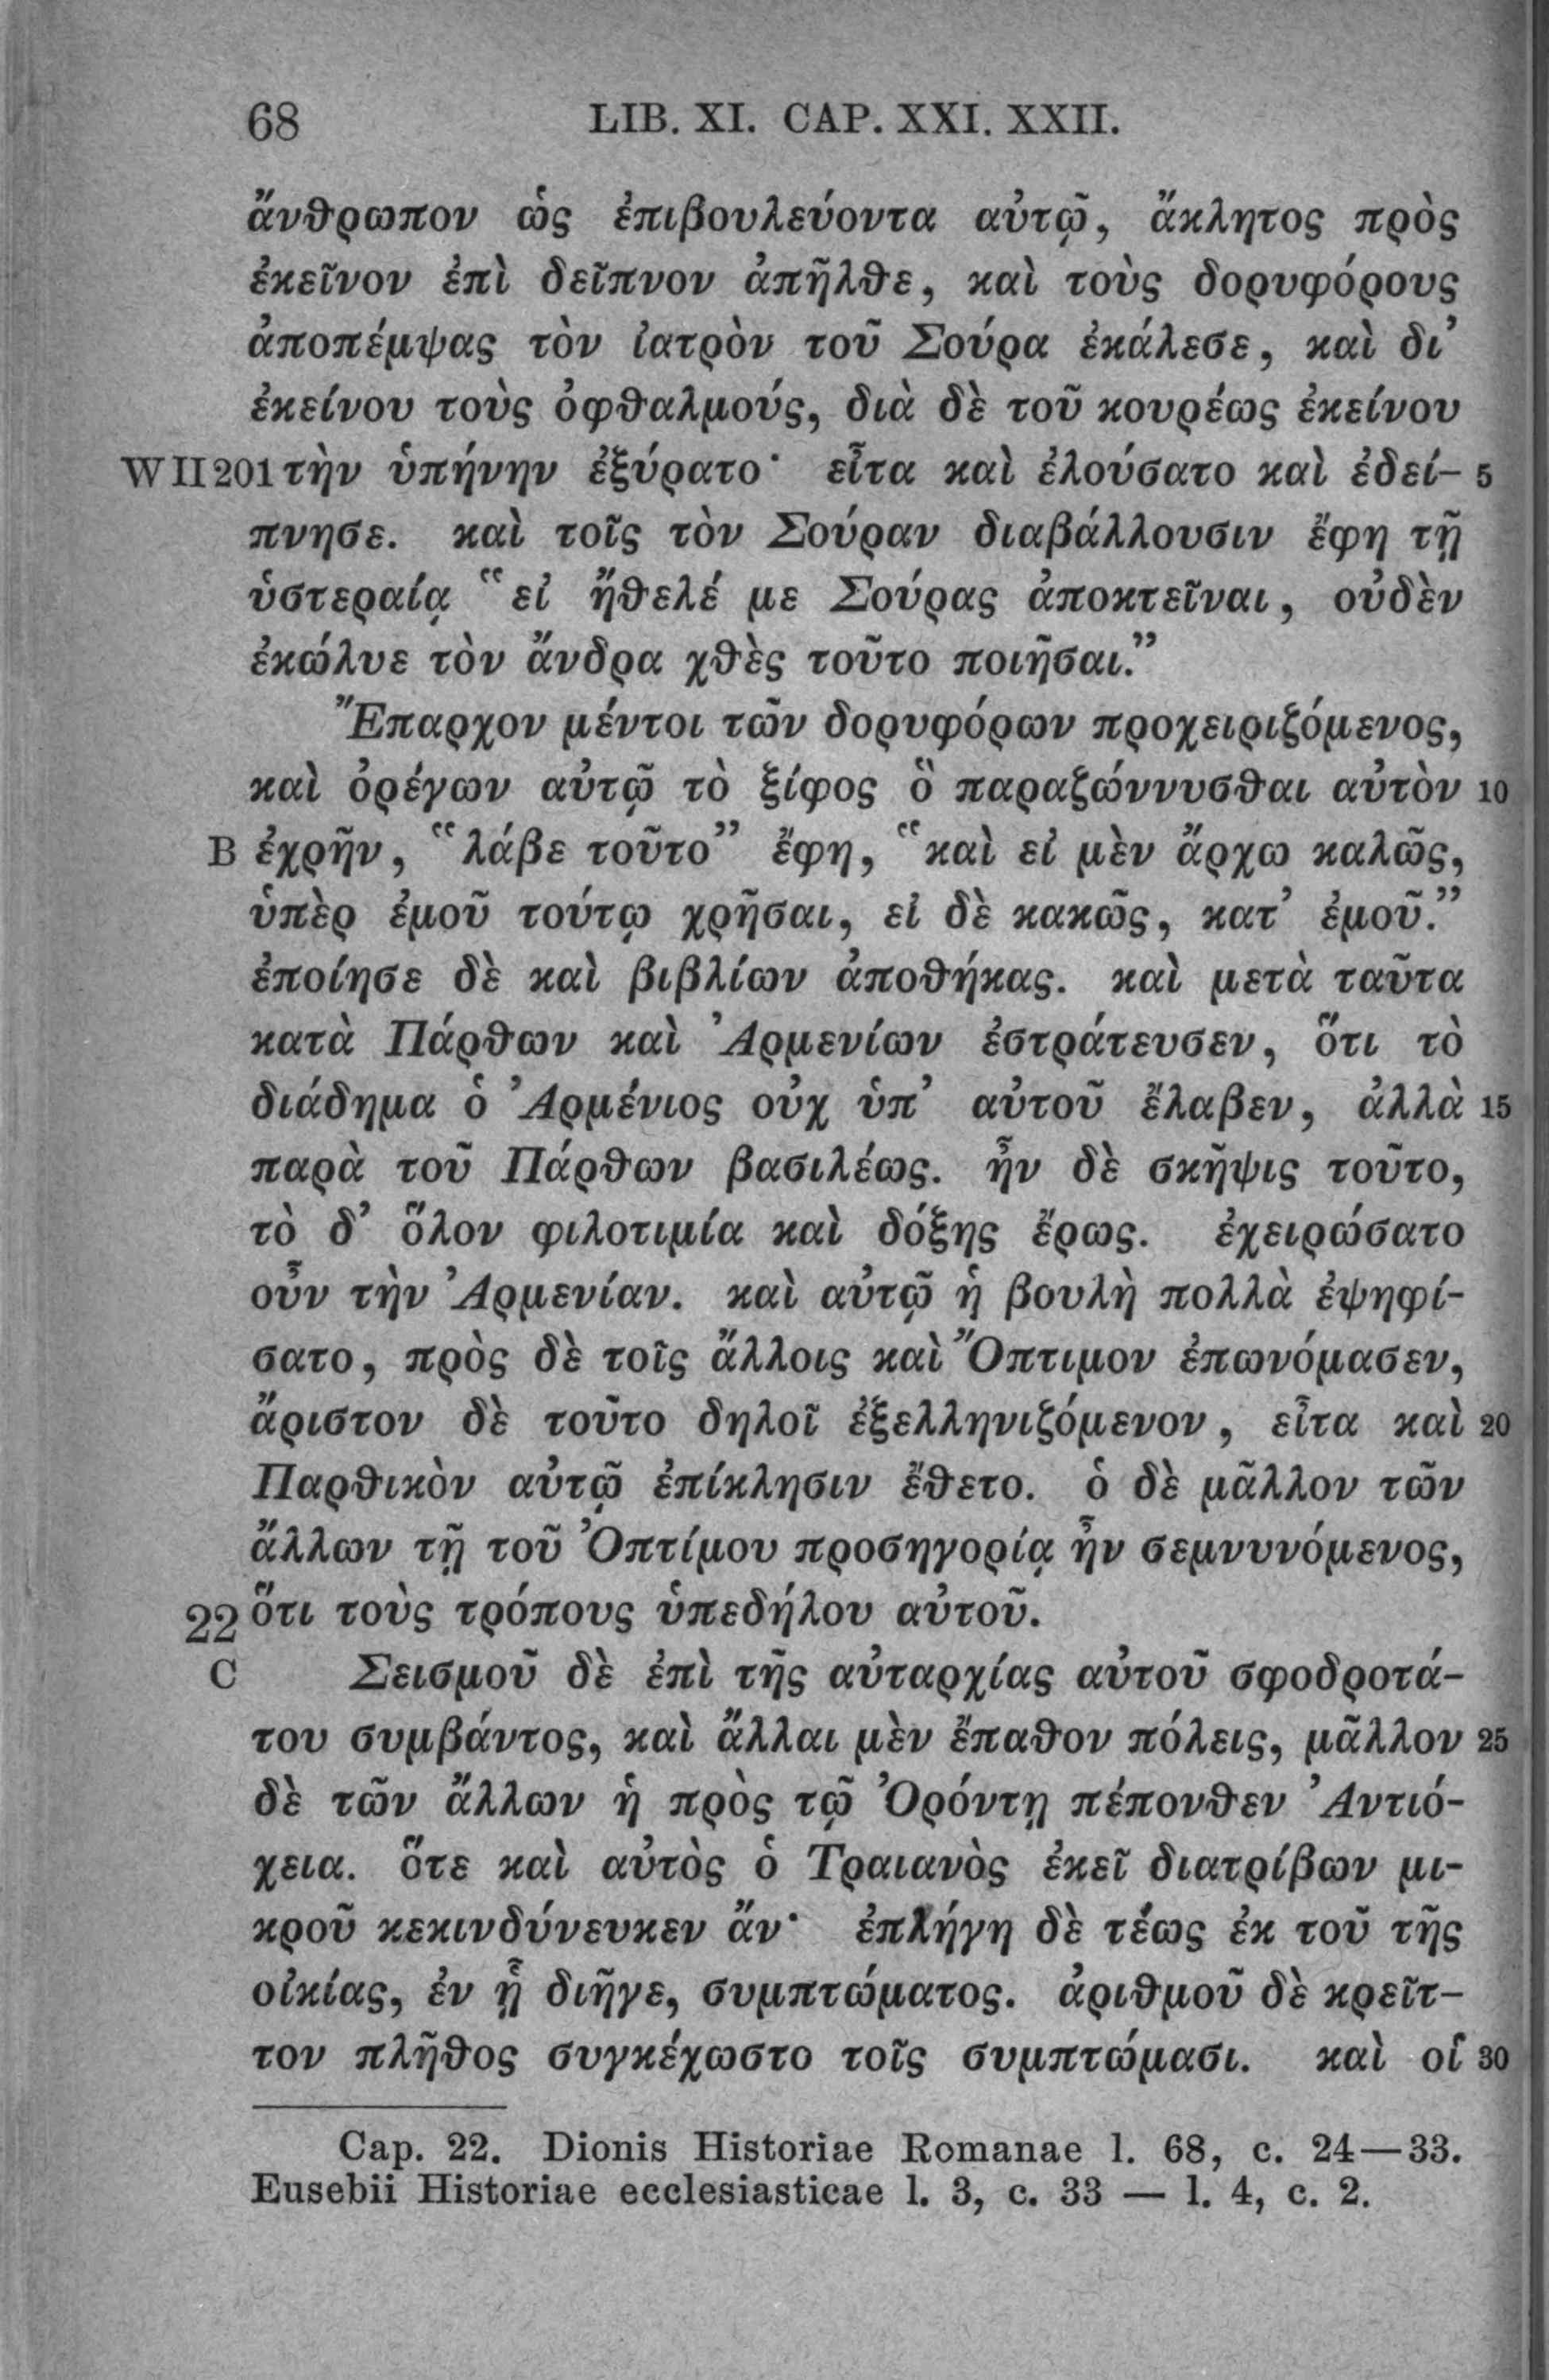 68 LIB. XI. CAP. XXI. XXII.
ἄνθρωπον ὡς ἐπιβουλεύοντα αὐτῷ, ἄκλητος πρὸς
ἐκεῖνον ἐπὶ δεῖπνον ἀπῆλθε, καὶ τοὺς δορυφόρους
ἀποπέμψας τὸν ἰατρὸν τοῦ Σούρα ἐκάλεσε, καὶ δι’
ἐκείνου τοὺς ὀφθαλμούς, διὰ δὲ τοῦ κουρέως ἐκείνου
W II 201 τὴν ὑπήνην ἐξύρατο· εἶτα καὶ ἐλούσατο καὶ ἐδεί- 5
πνησε. καὶ τοῖς τὸν Σούραν διαβάλλουσιν ἔφη τῇ
ὑστεραίᾳ “εἰ ἤθελέ με Σούρας ἀποκτεῖναι, οὐδὲν
ἐκώλυε τὸν ἄνδρα χθὲς τοῦτο ποιῆσαι.”
Ἔπαρχον μέντοι τῶν δορυφόρων προχειριζόμενος,
καὶ ὀρέγων αὐτῷ τὸ ξίφος ὃ παραζώννυσθαι αὐτὸν 10
B ἐχρῆν, “λάβε τοῦτο” ἔφη, “καὶ εἰ μὲν ἄρχω καλῶς,
ὑπὲρ ἐμοῦ τούτῳ χρῆσαι, εἰ δὲ κακῶς, κατ’ ἐμοῦ.”
ἐποίησε δὲ καὶ βιβλίων ἀποθήκας. καὶ μετὰ ταῦτα
κατὰ Πάρθων καὶ Ἀρμενίων ἐστράτευσεν, ὅτι τὸ
διάδημα ὁ Ἀρμένιος οὐχ ὑπ’ αὐτοῦ ἔλαβεν, ἀλλὰ 15
παρὰ τοῦ Πάρθων βασιλέως. ἦν δὲ σκῆψις τοῦτο,
τὸ δ’ ὅλον φιλοτιμία καὶ δόξης ἔρως. ἐχειρώσατο
οὖν τὴν Ἀρμενίαν. καὶ αὐτῷ ἡ βουλὴ πολλὰ ἐψηφί-
σατο, πρὸς δὲ τοῖς ἄλλοις καὶ Ὄπτιμον ἐπωνόμασεν,
ἄριστον δὲ τοῦτο δηλοῖ ἐξελληνιζόμενον, εἶτα καὶ 20
Παρθικὸν αὐτῷ ἐπίκλησιν ἔθετο. ὁ δὲ μᾶλλον τῶν
ἄλλων τῇ τοῦ Ὀπτίμου προσηγορίᾳ ἦν σεμνυνόμενος,
22 ὅτι τοὺς τρόπους ὑπεδήλου αὐτοῦ.
C Σεισμοῦ δὲ ἐπὶ τῆς αὐταρχίας αὐτοῦ σφοδροτά-
του συμβάντος, καὶ ἄλλαι μὲν ἔπαθον πόλεις, μᾶλλον 25
δὲ τῶν ἄλλων ἡ πρὸς τῷ Ὀρόντῃ πέπονθεν Ἀντιό-
χεια. ὅτε καὶ αὐτὸς ὁ Τραιανὸς ἐκεῖ διατρίβων μι-
κροῦ κεκινδύνευκεν ἄν· ἐπλήγη δὲ τέως ἐκ τοῦ τῆς
οἰκίας, ἐν ᾗ διῆγε, συμπτώματος. ἀριθμοῦ δὲ κρεῖτ-
τον πλῆθος συγκέχωστο τοῖς συμπτώμασι. καὶ οἱ 30
Cap. 22. Dionis Historiae Romanae l. 68, c. 24—33.
Eusebii Historiae ecclesiasticae l. 3, c. 33 — l. 4, c. 2.